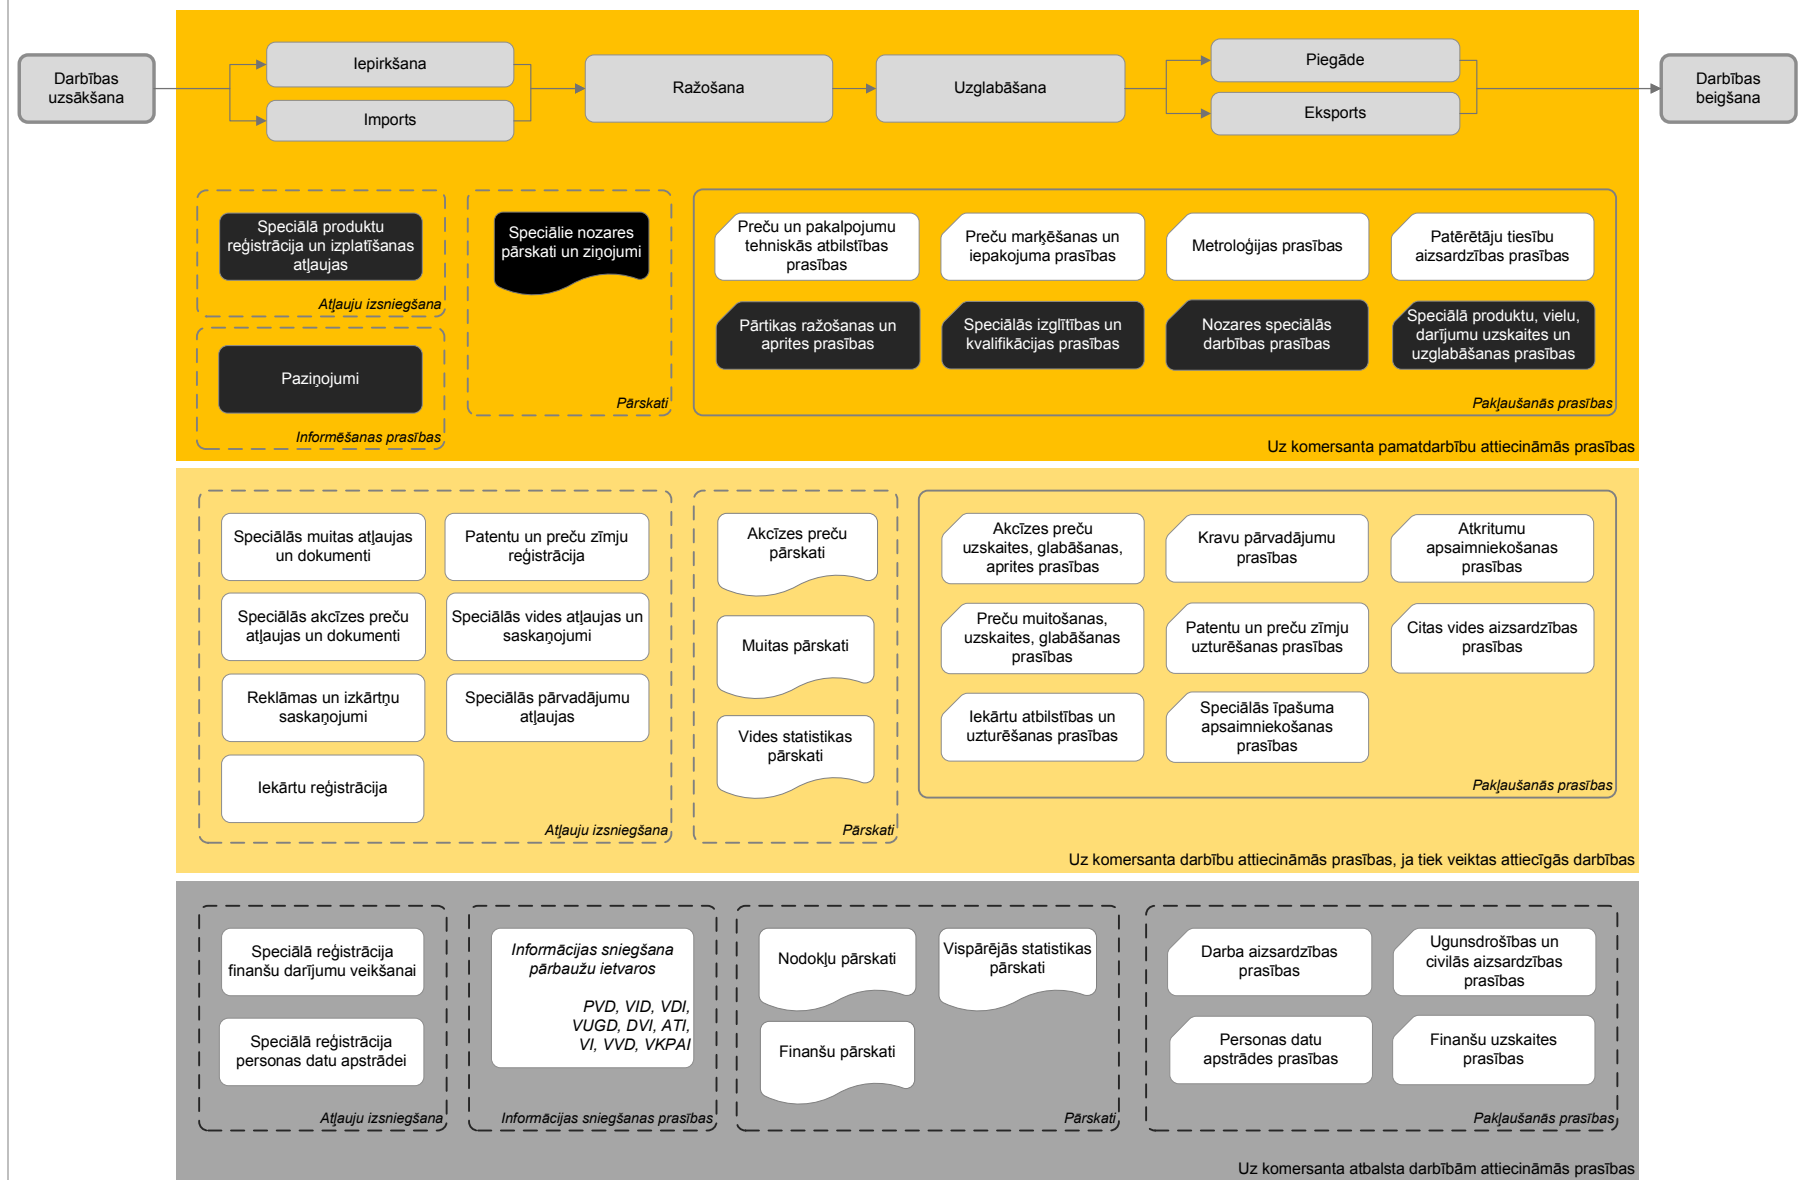 Darbības
uzsākšana
Iepirkšana
Imports
Ražošana
Uzglabāšana
Piegāde
Eksports
Darbības
beigšana
Speciālā produktu
reģistrācija un izplatīšanas
atļaujas
Atļauju izsniegšana
Paziņojumi
Informēšanas prasības
Speciālie nozares
pārskati un ziņojumi
Pārskati
Preču un pakalpojumu
tehniskās atbilstības
prasības
Preču marķēšanas un
iepakojuma prasības
Metroloģijas prasības
Patērētāju tiesību
aizsardzības prasības
Pārtikas ražošanas un
aprites prasības
Speciālās izglītības un
kvalifikācijas prasības
Nozares speciālās
darbības prasības
Speciālā produktu, vielu,
darījumu uzskaites un
uzglabāšanas prasības
Pakļaušanās prasības
Uz komersanta pamatdarbību attiecināmās prasības
Speciālās muitas atļaujas
un dokumenti
Patentu un preču zīmju
reģistrācija
Speciālās akcīzes preču
atļaujas un dokumenti
Speciālās vides atļaujas un
saskaņojumi
Reklāmas un izkārtņu
saskaņojumi
Speciālās pārvadājumu
atļaujas
Iekārtu reģistrācija
Atļauju izsniegšana
Akcīzes preču
pārskati
Muitas pārskati
Vides statistikas
pārskati
Pārskati
Akcīzes preču
uzskaites, glabāšanas,
aprites prasības
Kravu pārvadājumu
prasības
Atkritumu
apsaimniekošanas
prasības
Preču muitošanas,
uzskaites, glabāšanas
prasības
Patentu un preču zīmju
uzturēšanas prasības
Citas vides aizsardzības
prasības
Iekārtu atbilstības un
uzturēšanas prasības
Speciālās īpašuma
apsaimniekošanas
prasības
Pakļaušanās prasības
Uz komersanta darbību attiecināmās prasības, ja tiek veiktas attiecīgās darbības
Speciālā reģistrācija
finanšu darījumu veikšanai
Speciālā reģistrācija
personas datu apstrādei
Atļauju izsniegšana
Informācijas sniegšana
pārbaužu ietvaros
PVD, VID, VDI,
VUGD, DVI, ATI,
VI, VVD, VKPAI
Informācijas sniegšanas prasības
Nodokļu pārskati
Vispārējās statistikas
pārskati
Finanšu pārskati
Pārskati
Darba aizsardzības
prasības
Ugunsdrošības un
civilās aizsardzības
prasības
Personas datu
apstrādes prasības
Finanšu uzskaites
prasības
Pakļaušanās prasības
Uz komersanta atbalsta darbībām attiecināmās prasības